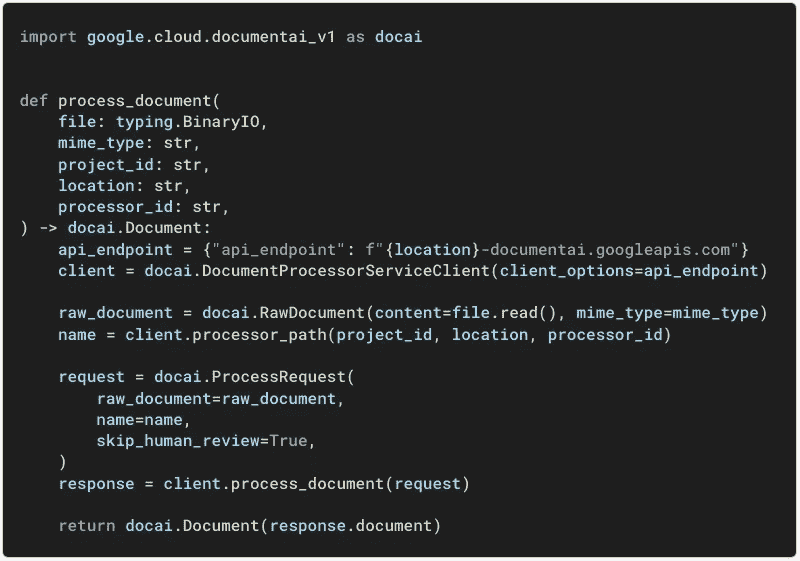 import google.cloud.documentai_v1 as docai
def process_document(
    file: typing.BinaryIO,
    mime_type: str,
    project_id: str,
    location: str,
    processor_id: str,
) -> docai.Document:
    api_endpoint = {"api_endpoint": f"{location}-documentai.googleapis.com"}
    client = docai.DocumentProcessorServiceClient(client_options=api_endpoint)
    raw_document = docai.RawDocument(content=file.read(), mime_type=mime_type)
    name = client.processor_path(project_id, location, processor_id)
    request = docai.ProcessRequest(
        raw_document=raw_document,
        name=name,
        skip_human_review=True,
    )
    response = client.process_document(request)
    return docai.Document(response.document)